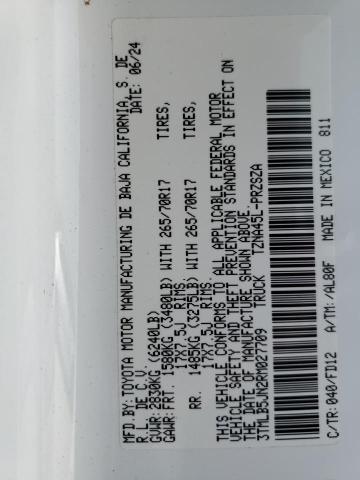 MFD.BY:TOYOTA MOTOR MANUFACTURING DE BAJA CALIFORNIA, S. DE
R.L. DE C.V. DATE: 06/24
GVWR:2830KG (6240LB)
GAWR:FRT. 1580KG (3480LB) WITH 265/70R17 TIRES,
17X7.5J RIMS
RR. 1485KG (3275LB) WITH 265/70R17 TIRES,
17X7.5J RIMS.
THIS VEHICLE CONFORMS TO ALL APPLICABLE FEDERAL MOTOR
VEHICLE SAFETY AND THEFT PREVENTION STANDARDS IN EFFECT ON
THE DATE OF MANUFACTURE SHOWN ABOVE.
3TMLB5JN2RM027709 TRUCK TZNA45L-PRZSZA
C/TR:040/FD12 A/TM:/AL80F MADE IN MEXICO 811